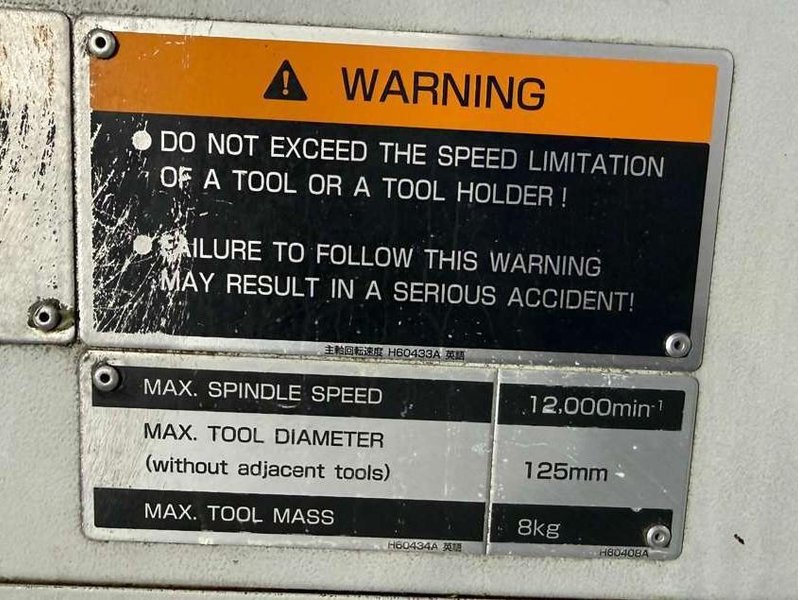 WARNING
DO NOT EXCEED THE SPEED LIMITATION
OF A TOOL OR A TOOL HOLDER !
FAILURE TO FOLLOW THIS WARNING
MAY RESULT IN A SERIOUS ACCIDENT!
主軸回転速度 H60433A 英語
MAX. SPINDLE SPEED 12,000min⁻¹
MAX. TOOL DIAMETER
(without adjacent tools) 125mm
MAX. TOOL MASS 8kg
H60434A 英語 H60408A